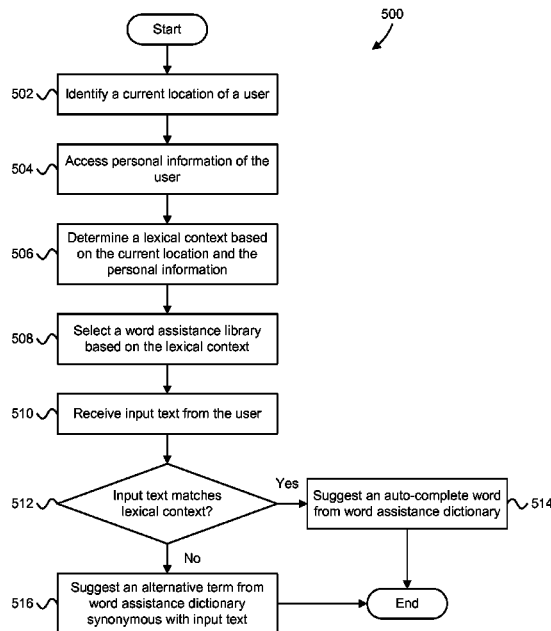 500
Start
502
Identify a current location of a user
504
Access personal information of the
user
506
Determine a lexical context based
on the current location and the
personal information
508
Select a word assistance library
based on the lexical context
510
Receive input text from the user
512
Input text matches
lexical context?
Yes
Suggest an auto-complete word
from word assistance dictionary
514
No
516
Suggest an alternative term from
word assistance dictionary
synonymous with input text
End